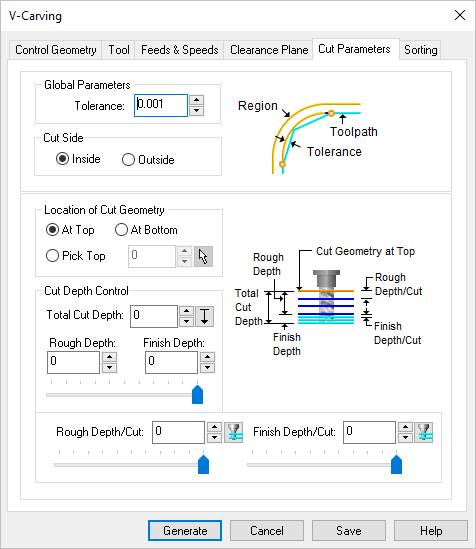 V-Carving
Control Geometry Tool Feeds & Speeds Clearance Plane Cut Parameters Sorting
Global Parameters
Tolerance: 0.001
Cut Side
Inside Outside
Region
Toolpath
Tolerance
Location of Cut Geometry
At Top At Bottom
Pick Top 0
Cut Depth Control
Total Cut Depth: 0
Rough Depth: Finish Depth:
0 0
Cut Geometry at Top
Rough
Depth
Total
Cut
Depth
Finish
Depth
Rough
Depth/Cut
Finish
Depth/Cut
Rough Depth/Cut: 0 Finish Depth/Cut: 0
Generate Cancel Save Help